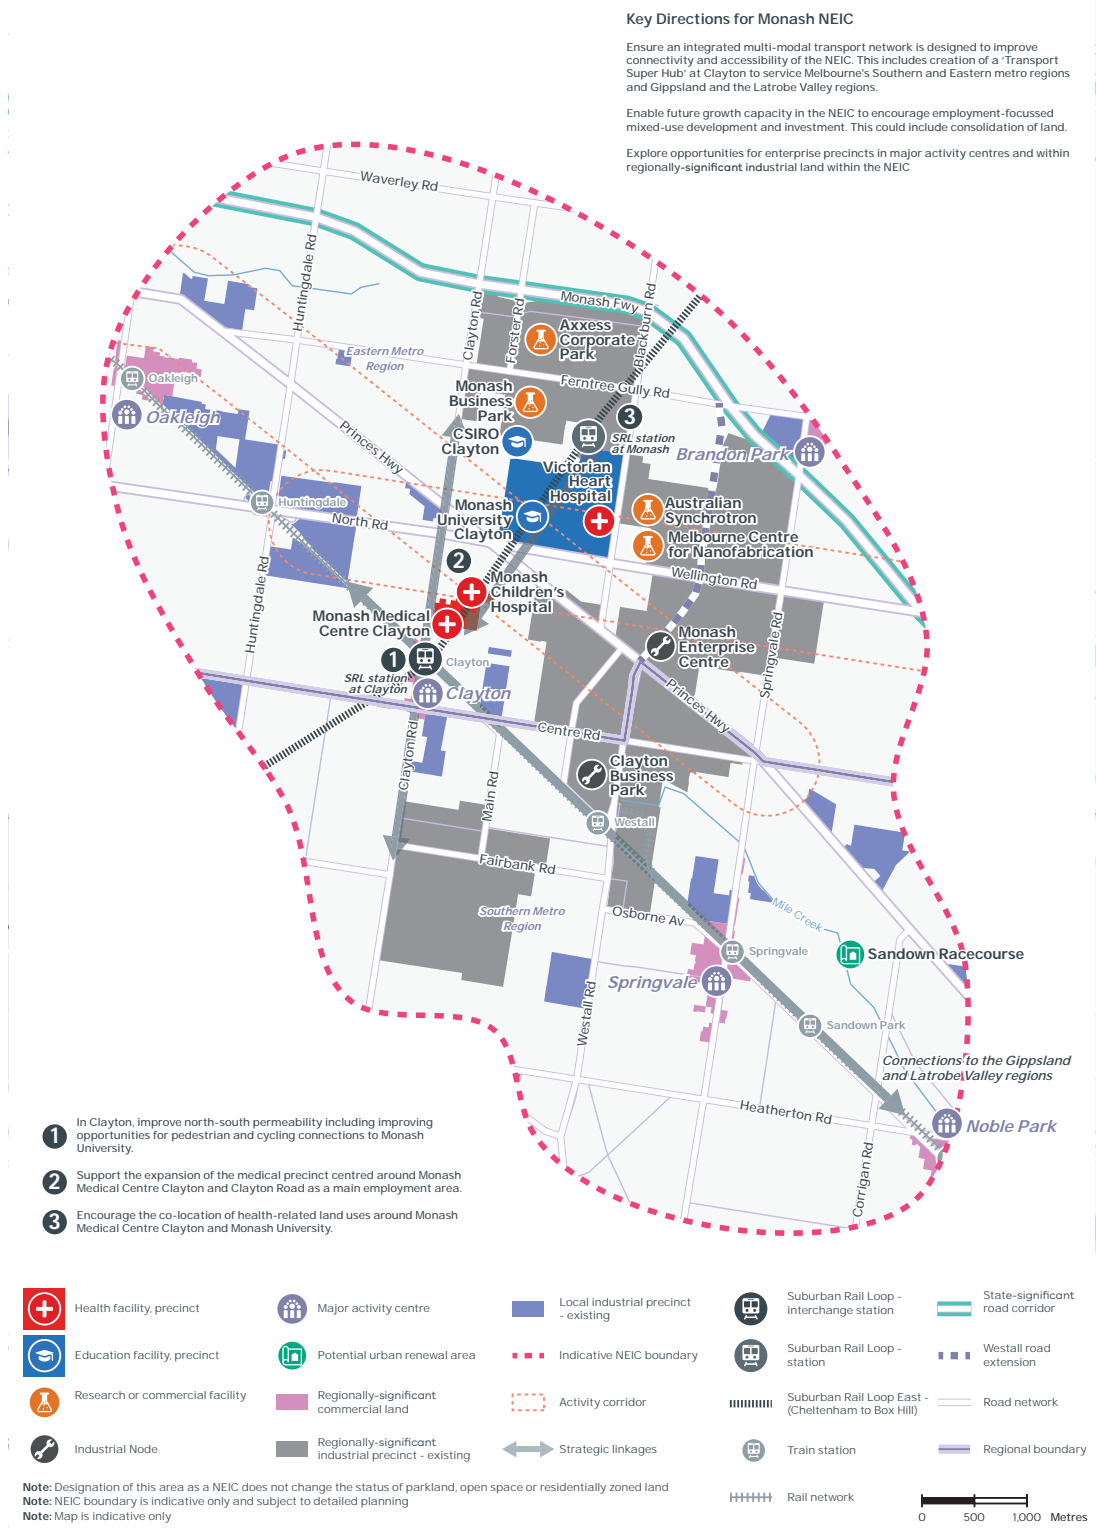 Key Directions for Monash NEIC
Ensure an integrated multi-modal transport network is designed to improve
connectivity and accessibility of the NEIC. This includes creation of a ‘Transport
Super Hub’ at Clayton to service Melbourne's Southern and Eastern metro regions
and Gippsland and the Latrobe Valley regions.
Enable future growth capacity in the NEIC to encourage employment-focussed
mixed-use development and investment. This could include consolidation of land.
Explore opportunities for enterprise precincts in major activity centres and within
regionally-significant industrial land within the NEIC
Waverley Rd
Huntingdale Rd
Clayton Rd
Forster Rd
Monash Fwy
Blackburn Rd
Axxess
Corporate
Park
Eastern Metro
Region
Ferntree Gully Rd
Oakleigh
Oakleigh
Monash
Business
Park
3
SRL station
at Monash
CSIRO
Clayton
Princes Hwy
Brandon Park
Victorian
Heart
Hospital
Huntingdale
North Rd
Monash
University
Clayton
Australian
Synchrotron
Melbourne Centre
for Nanofabrication
2
Wellington Rd
Monash
Children's
Hospital
Huntingdale Rd
Monash Medical
Centre Clayton
Monash
Enterprise
Centre
Springvale Rd
1
Clayton
SRL station
at Clayton
Clayton
Princes Hwy
Centre Rd
Clayton Rd
Main Rd
Clayton
Business
Park
Westall
Fairbank Rd
Southern Metro
Region
Osborne Av
Mile Creek
Springvale
Sandown Racecourse
Springvale
Westall Rd
Sandown Park
Connections to the Gippsland
and Latrobe Valley regions
Heatherton Rd
Noble Park
Corrigan Rd
1
In Clayton, improve north-south permeability including improving
opportunities for pedestrian and cycling connections to Monash
University.
2
Support the expansion of the medical precinct centred around Monash
Medical Centre Clayton and Clayton Road as a main employment area.
3
Encourage the co-location of health-related land uses around Monash
Medical Centre Clayton and Monash University.
Health facility, precinct
Education facility, precinct
Research or commercial facility
Industrial Node
Major activity centre
Potential urban renewal area
Regionally-significant
commercial land
Regionally-significant
industrial precinct - existing
Local industrial precinct
- existing
Indicative NEIC boundary
Activity corridor
Strategic linkages
Suburban Rail Loop -
interchange station
Suburban Rail Loop -
station
Suburban Rail Loop East -
(Cheltenham to Box Hill)
Train station
Rail network
State-significant
road corridor
Westall road
extension
Road network
Regional boundary
Note: Designation of this area as a NEIC does not change the status of parkland, open space or residentially zoned land
Note: NEIC boundary is indicative only and subject to detailed planning
Note: Map is indicative only
0 500 1,000 Metres